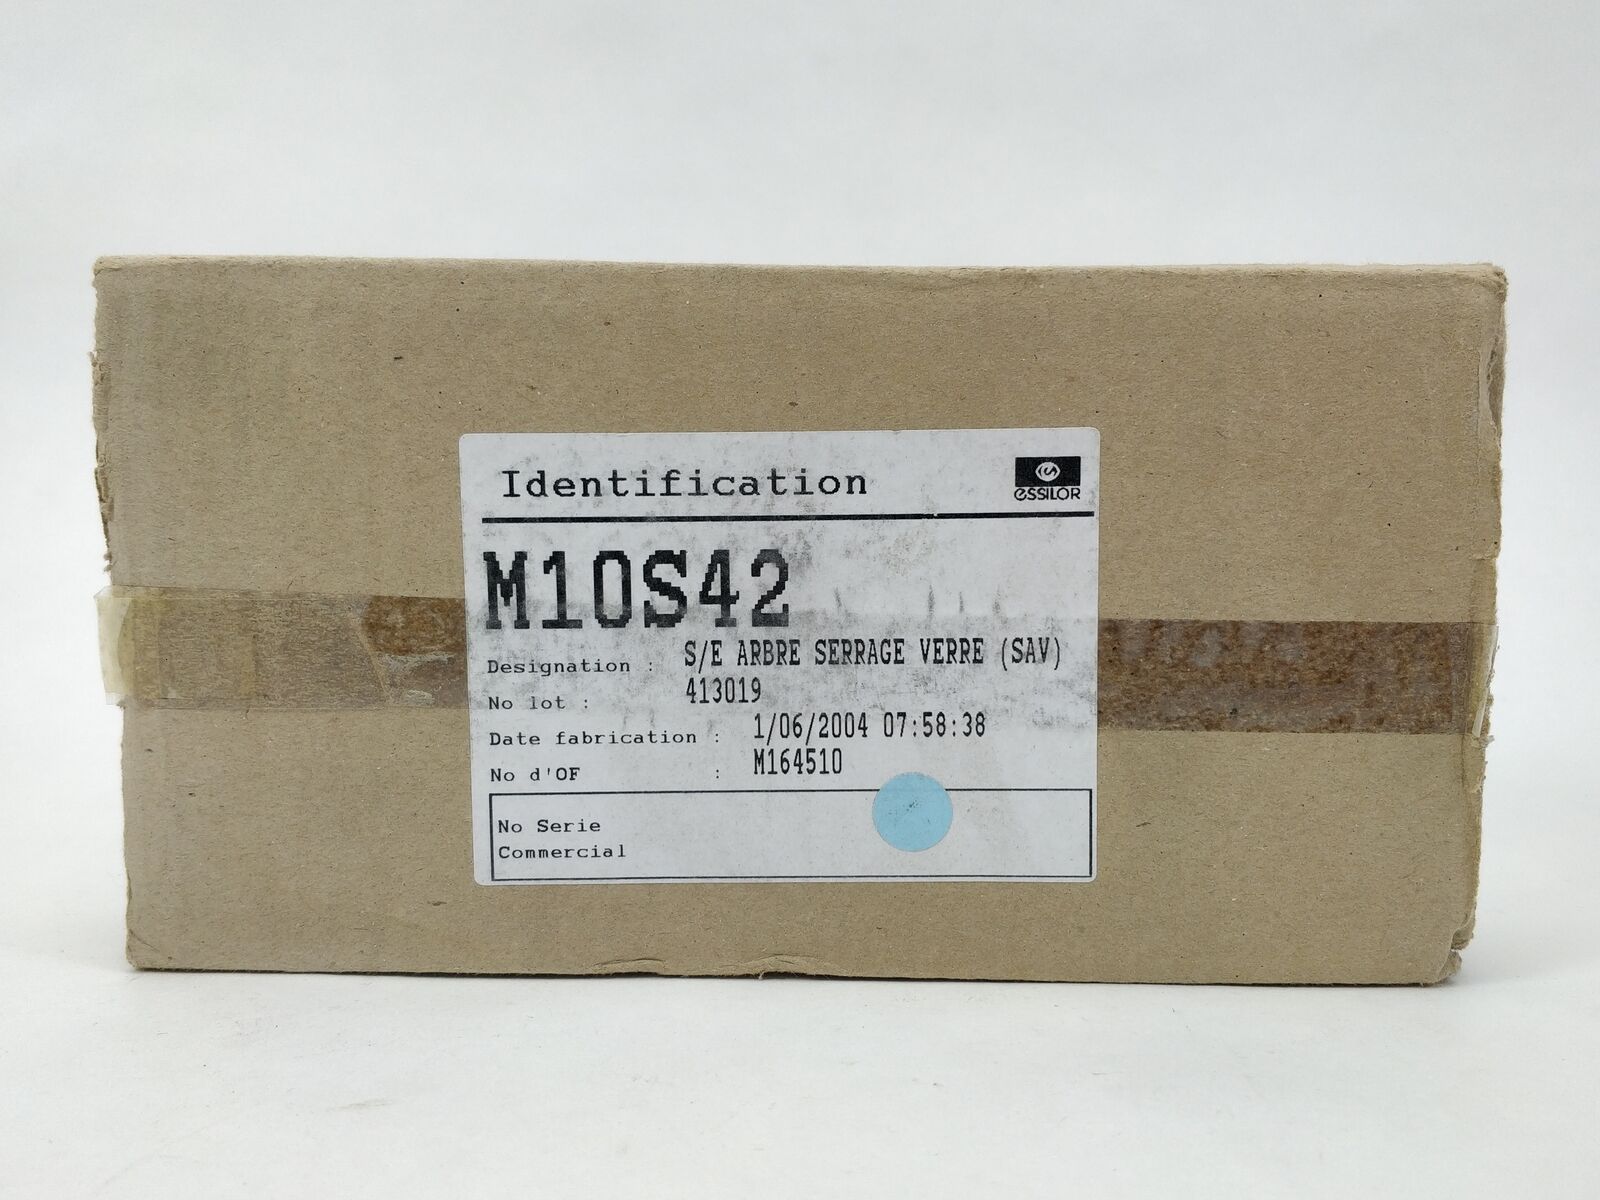 Identification
essilor
M10S42
Designation : S/E ARBRE SERRAGE VERRE (SAV)
No lot : 413019
Date fabrication : 1/06/2004 07:58:38
No d'OF : M164510
No Serie
Commercial